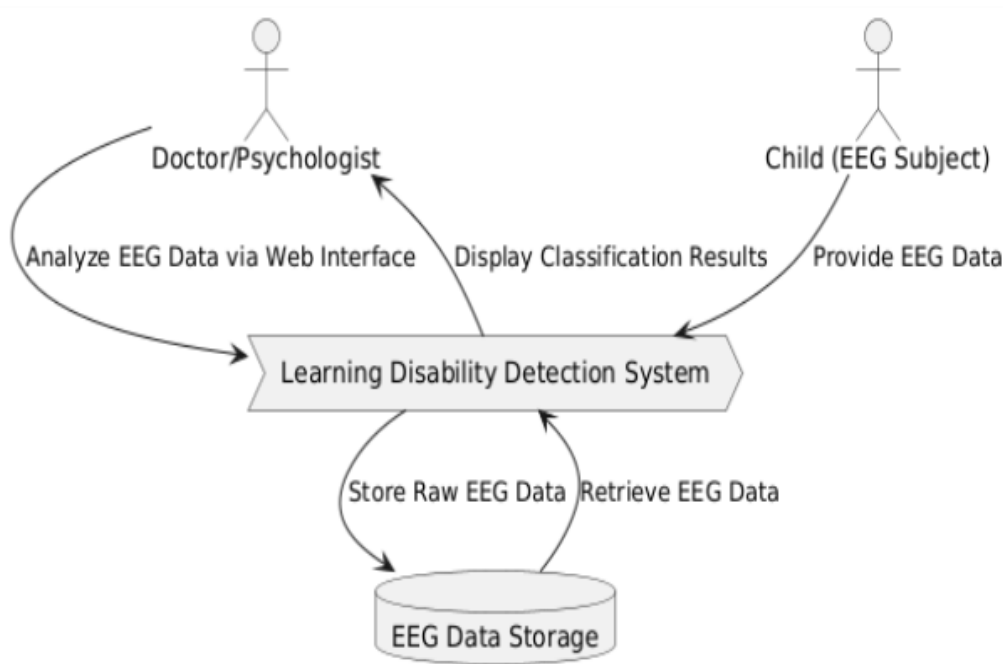 Doctor/Psychologist
Child (EEG Subject)
Analyze EEG Data via Web Interface
Display Classification Results
Provide EEG Data
Learning Disability Detection System
Store Raw EEG Data
Retrieve EEG Data
EEG Data Storage